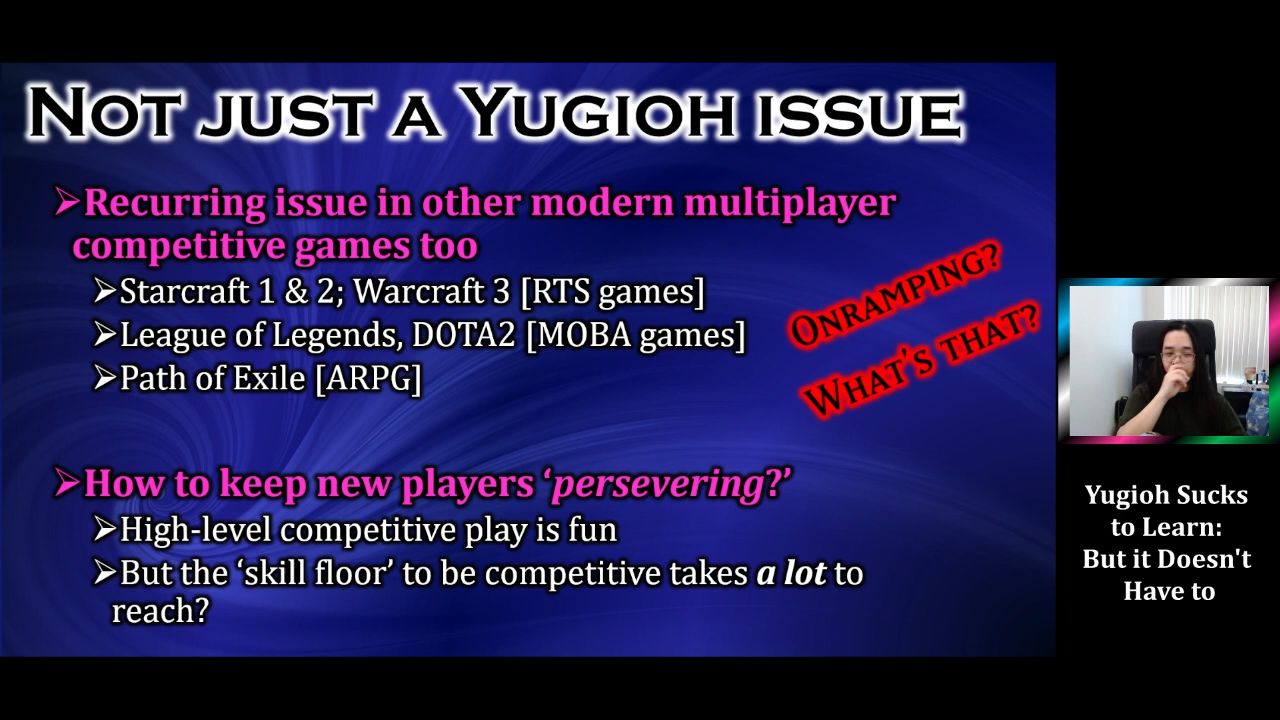 Not just a Yugioh issue
➢Recurring issue in other modern multiplayer
competitive games too
➢Starcraft 1 & 2; Warcraft 3 [RTS games]
➢League of Legends, DOTA2 [MOBA games]
➢Path of Exile [ARPG]
Onramping?
What's that?
➢How to keep new players ‘persevering?’
➢High-level competitive play is fun
➢But the ‘skill floor’ to be competitive takes a lot to
reach?
Yugioh Sucks
to Learn:
But it Doesn't
Have to